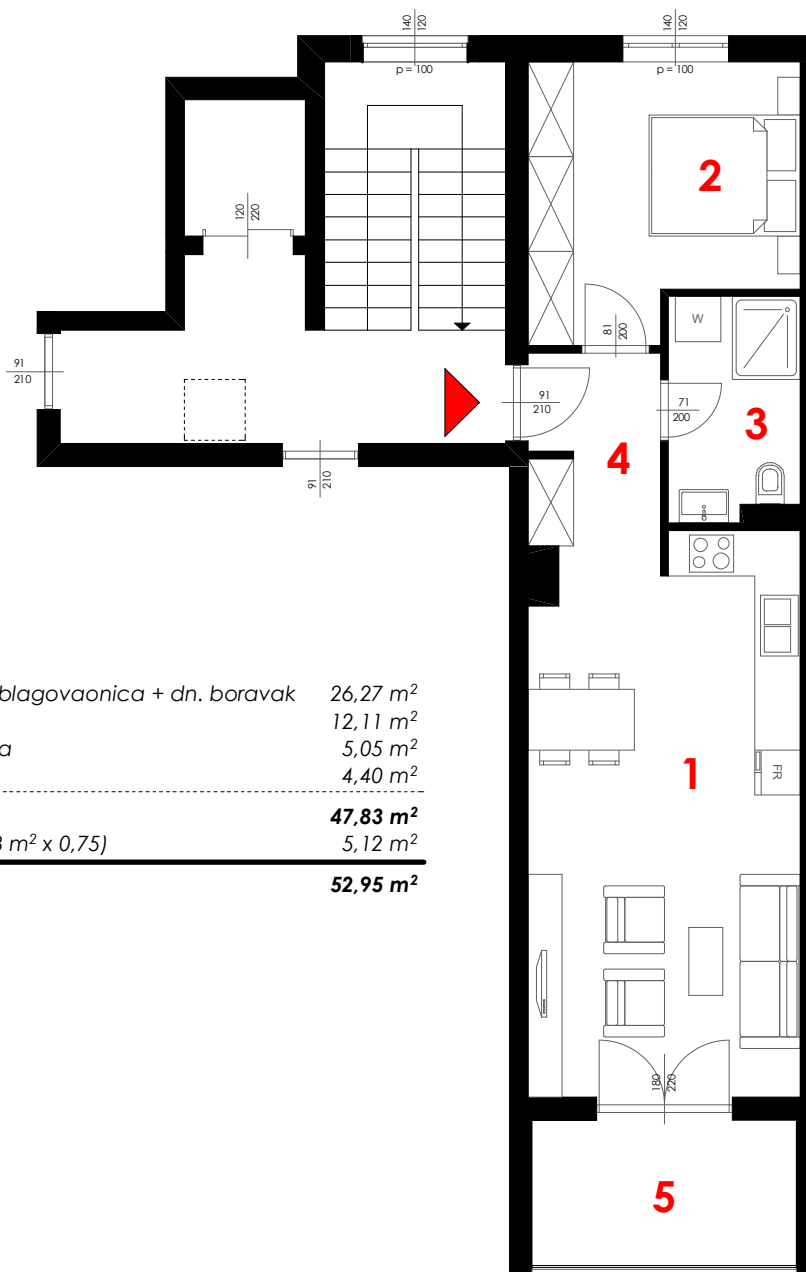 140
120
p = 100
140
120
p = 100
2
120
220
W
81
200
91
210
91
210
71
200
3
4
91
210
blagovaonica + dn. boravak 26,27 m²
12,11 m²
a 5,05 m²
4,40 m²
47,83 m²
m² x 0,75) 5,12 m²
52,95 m²
1
FR
180
220
5